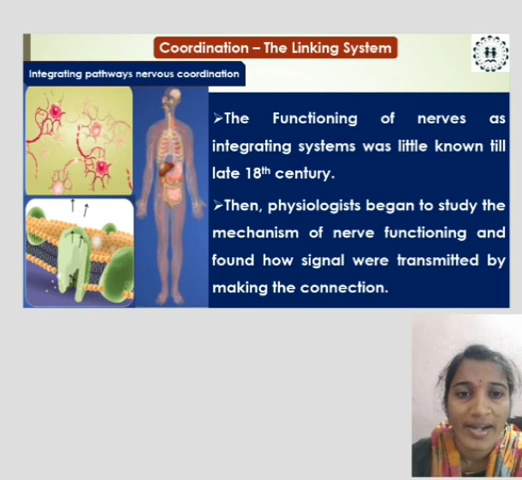 Coordination – The Linking System
Integrating pathways nervous coordination
➢The Functioning of nerves as
integrating systems was little known till
late 18th century.
➢Then, physiologists began to study the
mechanism of nerve functioning and
found how signal were transmitted by
making the connection.